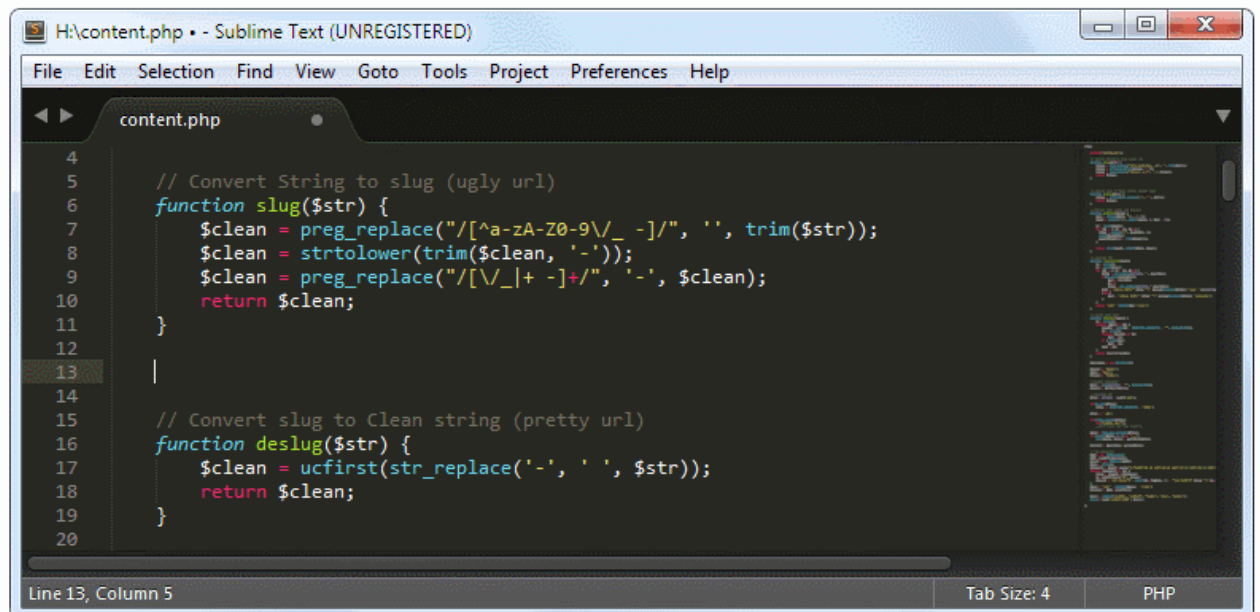 H:\content.php • - Sublime Text (UNREGISTERED)
File Edit Selection Find View Goto Tools Project Preferences Help
content.php
4
5 // Convert String to slug (ugly url)
6 function slug($str) {
7 $clean = preg_replace("/[^a-zA-Z0-9\/_ -]/", '', trim($str));
8 $clean = strtolower(trim($clean, '-'));
9 $clean = preg_replace("/[\/_|+ -]+/", '-', $clean);
10 return $clean;
11 }
12
13
14
15 // Convert slug to Clean string (pretty url)
16 function deslug($str) {
17 $clean = ucfirst(str_replace('-', ' ', $str));
18 return $clean;
19 }
20
Line 13, Column 5 Tab Size: 4 PHP